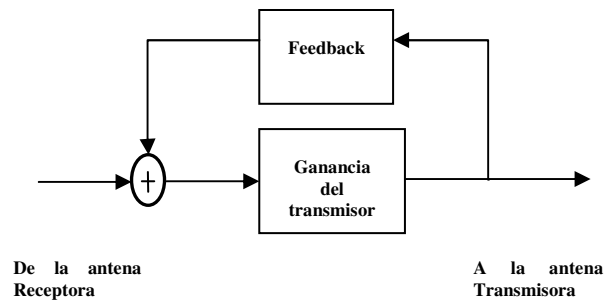 Feedback
Ganancia
del
transmisor
+
De la antena
Receptora
A la antena
Transmisora